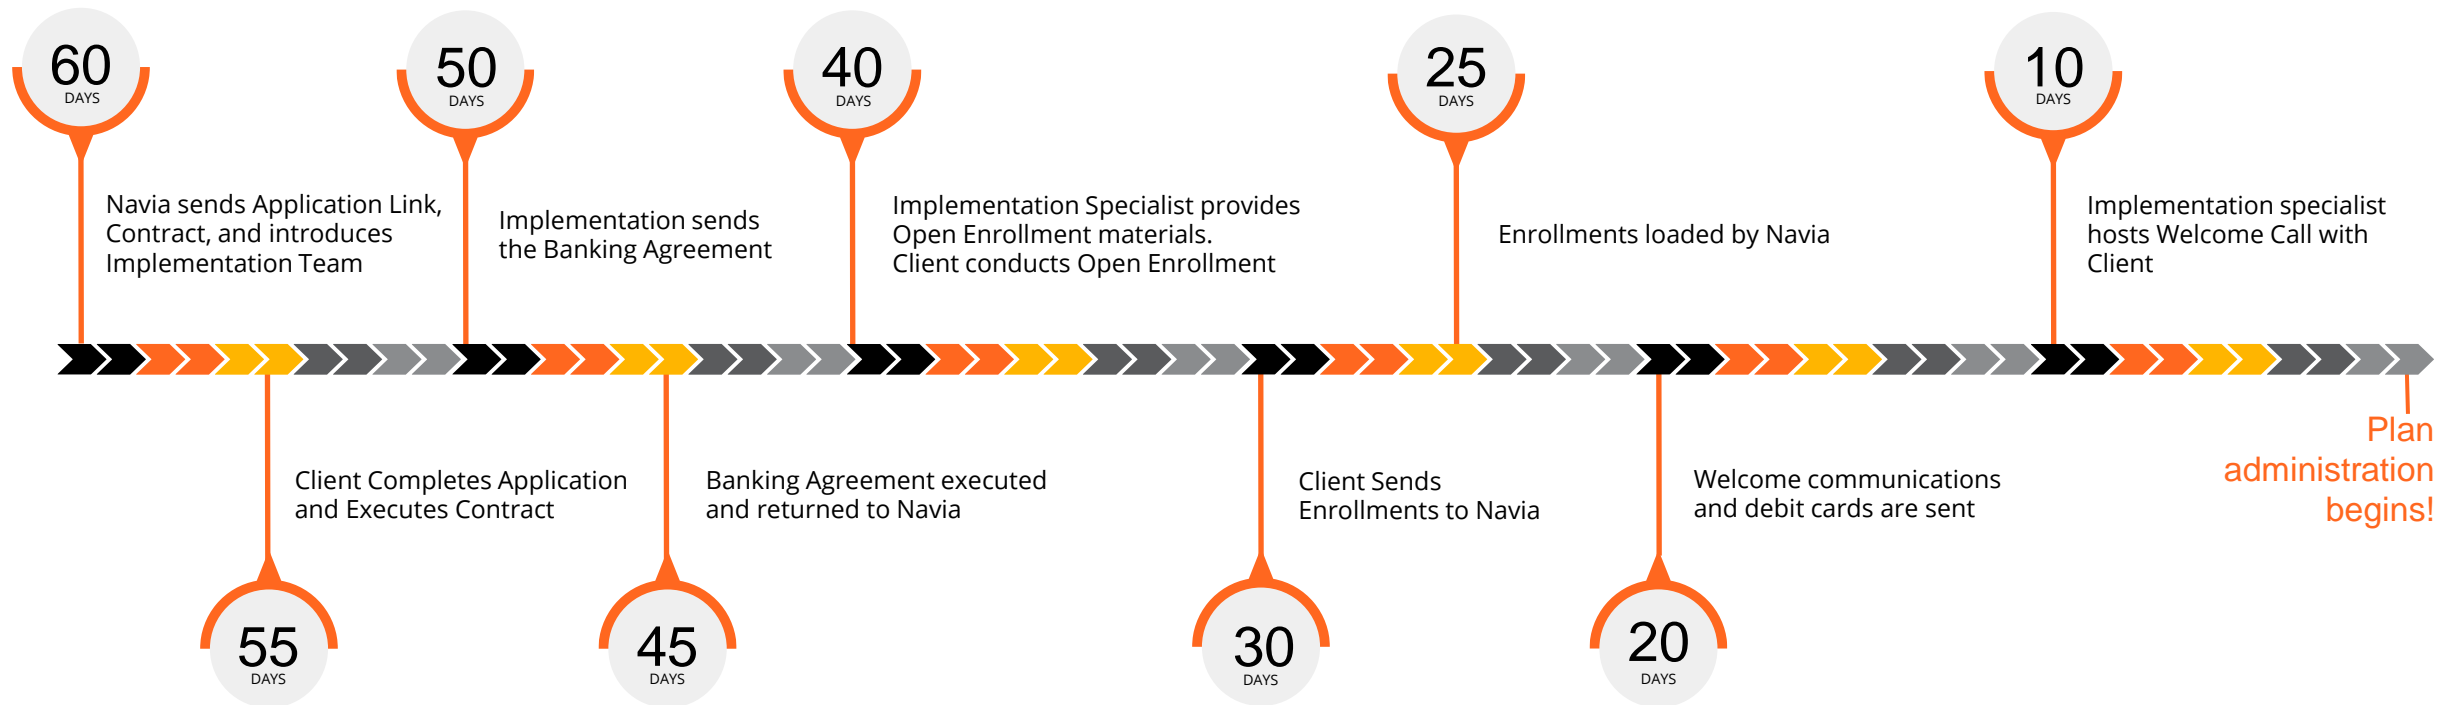 60
DAYS
Navia sends Application Link,
Contract, and introduces
Implementation Team
50
DAYS
Implementation sends
the Banking Agreement
40
DAYS
Implementation Specialist provides
Open Enrollment materials.
Client conducts Open Enrollment
25
DAYS
Enrollments loaded by Navia
10
DAYS
Implementation specialist
hosts Welcome Call with
Client
Client Completes Application
and Executes Contract
55
DAYS
Banking Agreement executed
and returned to Navia
45
DAYS
Client Sends
Enrollments to Navia
30
DAYS
Welcome communications
and debit cards are sent
20
DAYS
Plan
administration
begins!